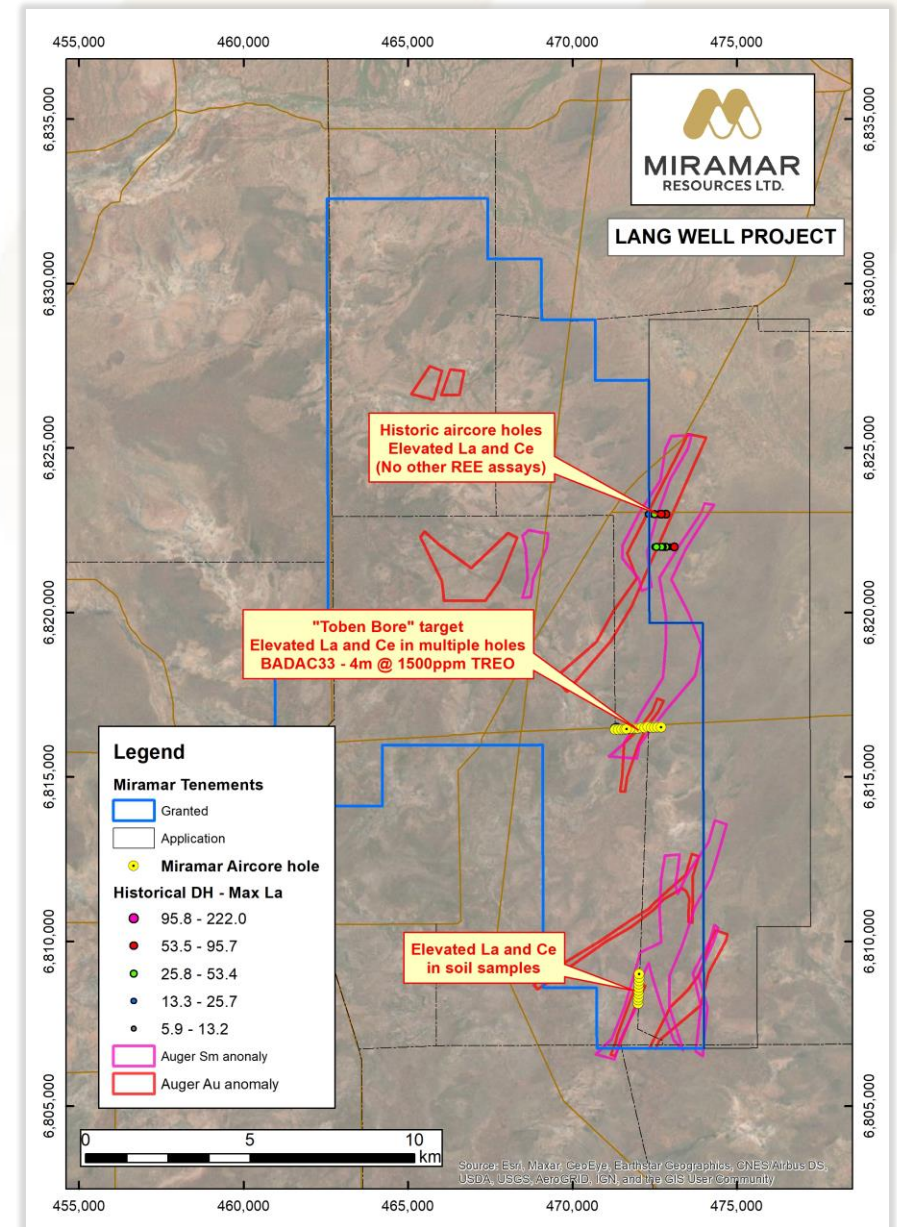 455,000 460,000 465,000 470,000 475,000
6,835,000
6,835,000
MIRAMAR
RESOURCES LTD.
LANG WELL PROJECT
6,830,000
6,830,000
Historic aircore holes
Elevated La and Ce
(No other REE assays)
6,825,000
6,825,000
6,820,000
6,820,000
"Toben Bore" target
Elevated La and Ce in multiple holes
BADAC33 - 4m @ 1500ppm TREO
6,815,000
6,815,000
Legend
Miramar Tenements
Granted
Application
Miramar Aircore hole
Historical DH - Max La
95.8 - 222.0
53.5 - 95.7
25.8 - 53.4
13.3 - 25.7
5.9 - 13.2
Auger Sm anonaly
Auger Au anomaly
6,810,000
6,810,000
Elevated La and Ce
in soil samples
6,805,000
6,805,000
0 5 10
km
Source: Esri, Maxar, GeoEye, Earthstar Geographics, CNES/Airbus DS,
USDA, USGS, AeroGRID, IGN, and the GIS User Community
455,000 460,000 465,000 470,000 475,000